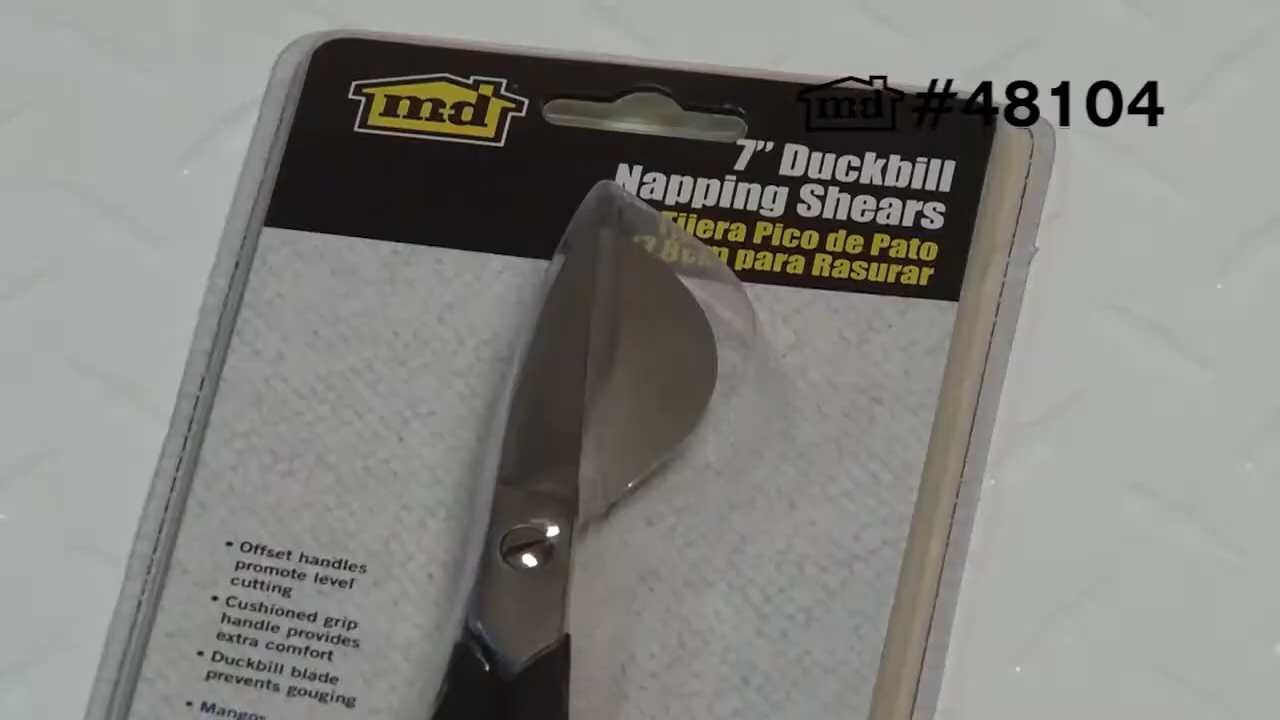 md
md #48104
7” Duckbill
Napping Shears
Tijera Pico de Pato
para Rasurar
• Offset handles
promote level
cutting
• Cushioned grip
handle provides
extra comfort
• Duckbill blade
prevents gouging
• Mangos